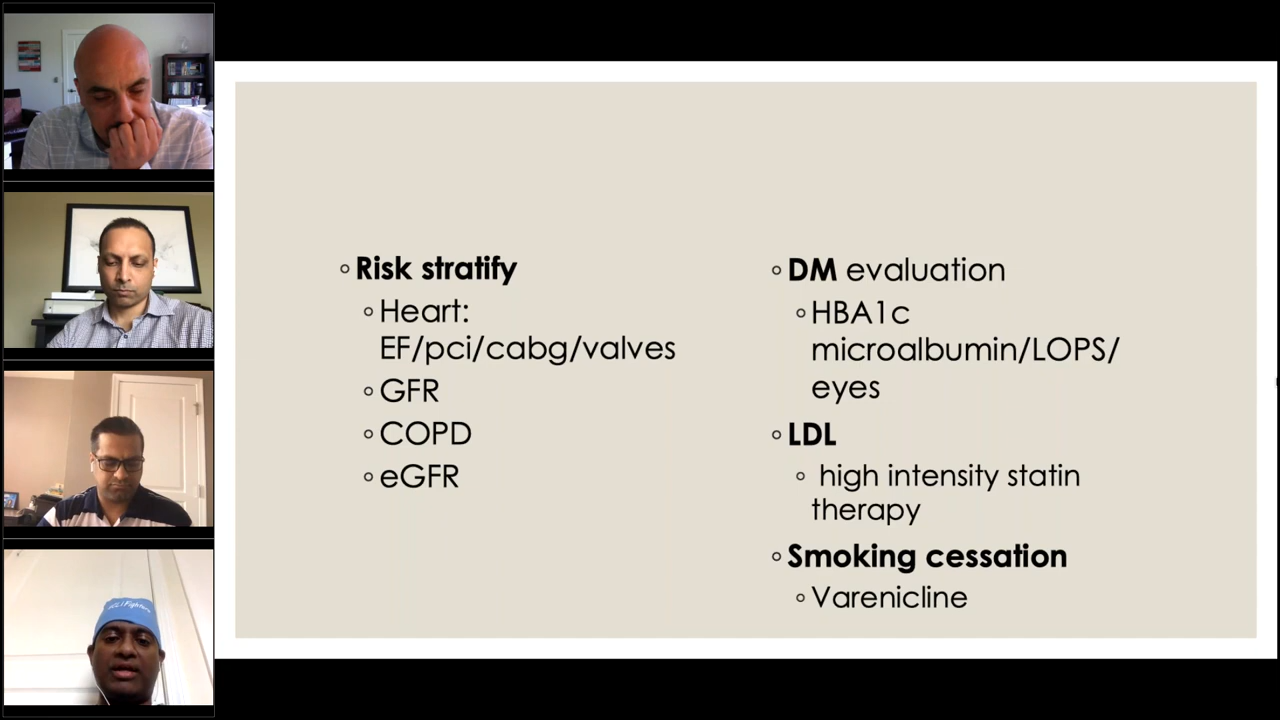 Risk stratify
Heart:
EF/pci/cabg/valves
GFR
COPD
eGFR
DM evaluation
HBA1c
microalbumin/LOPS/
eyes
LDL
high intensity statin
therapy
Smoking cessation
Varenicline